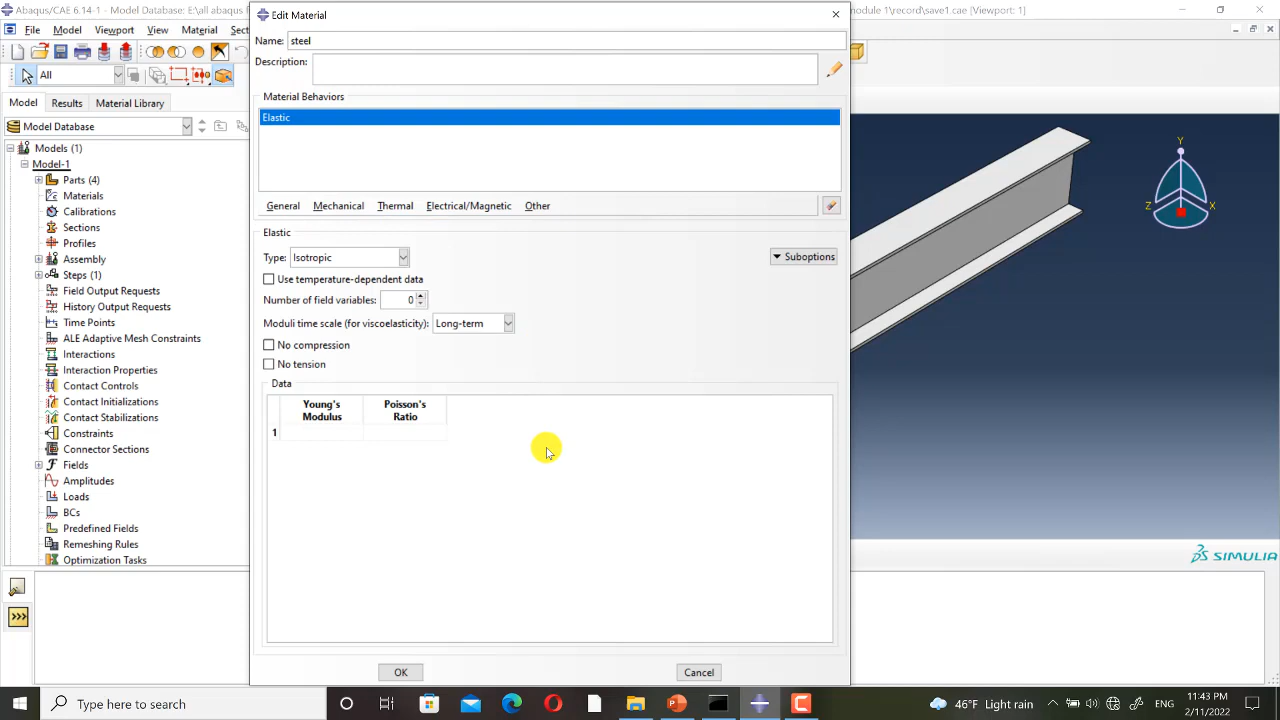 Abaqus/CAE 6.14-1 - Model Database: E:\all abaqus
Edit Material
module 1\record\save1.cae [Viewport: 1]
File Model Viewport View Material
Name: steel
Description:
All
Material Behaviors
Model Results Material Library
Elastic
Model Database
Models (1)
Model-1
Parts (4)
Materials
Calibrations
Sections
Profiles
Assembly
Steps (1)
Field Output Requests
History Output Requests
Time Points
ALE Adaptive Mesh Constraints
Interactions
Interaction Properties
Contact Controls
Contact Initializations
Contact Stabilizations
Constraints
Connector Sections
Fields
Amplitudes
Loads
BCs
Predefined Fields
Remeshing Rules
Optimization Tasks
General Mechanical Thermal Electrical/Magnetic Other
Elastic
Type: Isotropic
Suboptions
Use temperature-dependent data
Number of field variables: 0
Moduli time scale (for viscoelasticity): Long-term
No compression
No tension
Data
Young's Modulus
Poisson's Ratio
1
OK Cancel
Y
Z X
SIMULIA
>>>
Type here to search
46°F Light rain
ENG
11:43 PM
2/11/2022